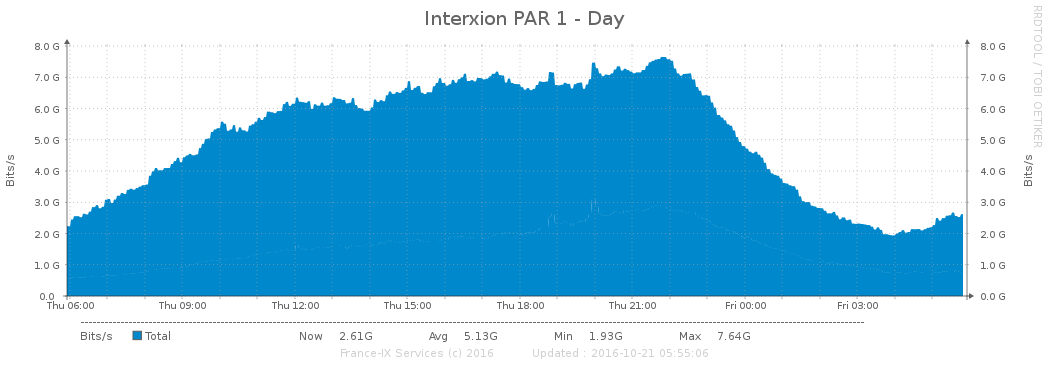 Interxion PAR 1 - Day
RRDTOOL / TOBI OETIKER
Bits/s
8.0 G
7.0 G
6.0 G
5.0 G
4.0 G
3.0 G
2.0 G
1.0 G
0.0
8.0 G
7.0 G
6.0 G
5.0 G
4.0 G
3.0 G
2.0 G
1.0 G
0.0 G
Bits/s
Thu 06:00 Thu 09:00 Thu 12:00 Thu 15:00 Thu 18:00 Thu 21:00 Fri 00:00 Fri 03:00
Bits/s Total Now 2.61G Avg 5.13G Min 1.93G Max 7.64G
France-IX Services (c) 2016 Updated : 2016-10-21 05:55:06